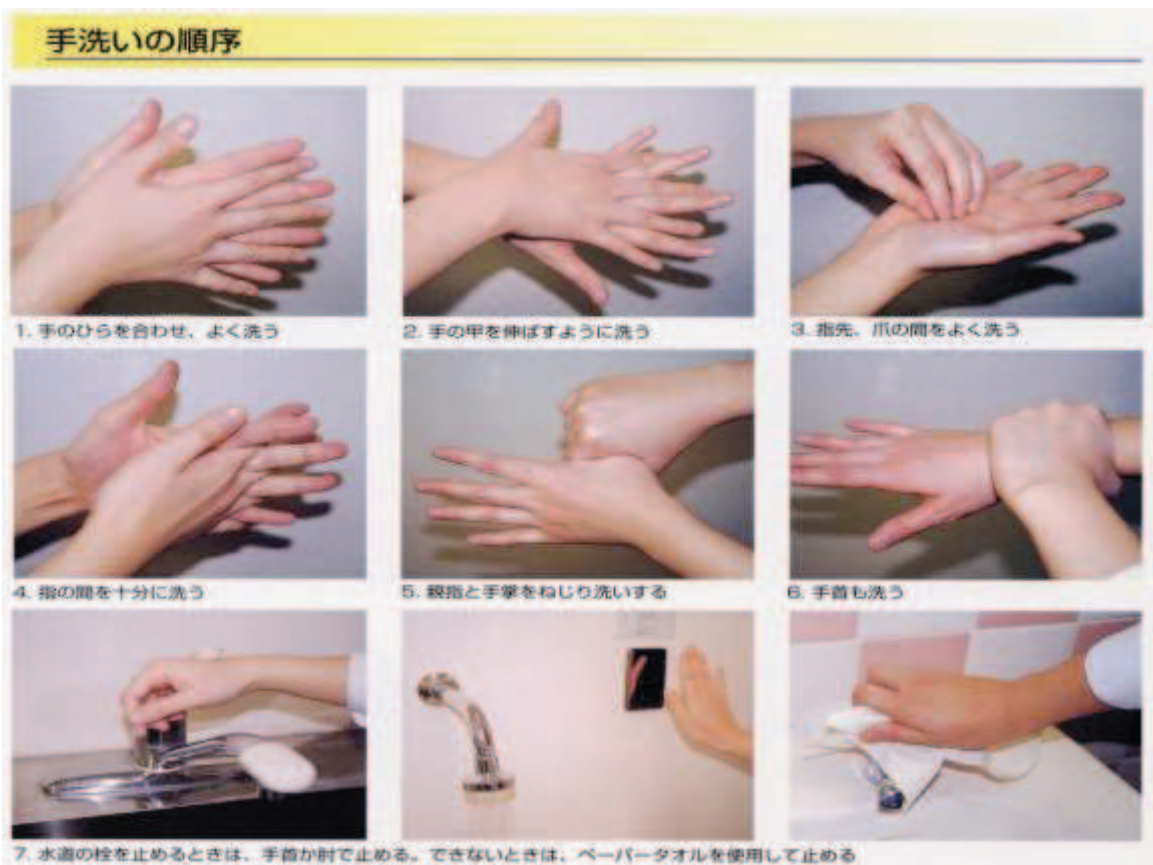 手洗いの順序
1. 手のひらを合わせ、よく洗う
2. 手の甲を伸ばすように洗う
3. 指先、爪の間をよく洗う
4. 指の間を十分に洗う
5. 親指と手掌をねじり洗いする
6. 手首も洗う
7. 水道の栓を止めるときは、手首か肘で止める。できないときは、ペーパータオルを使用して止める